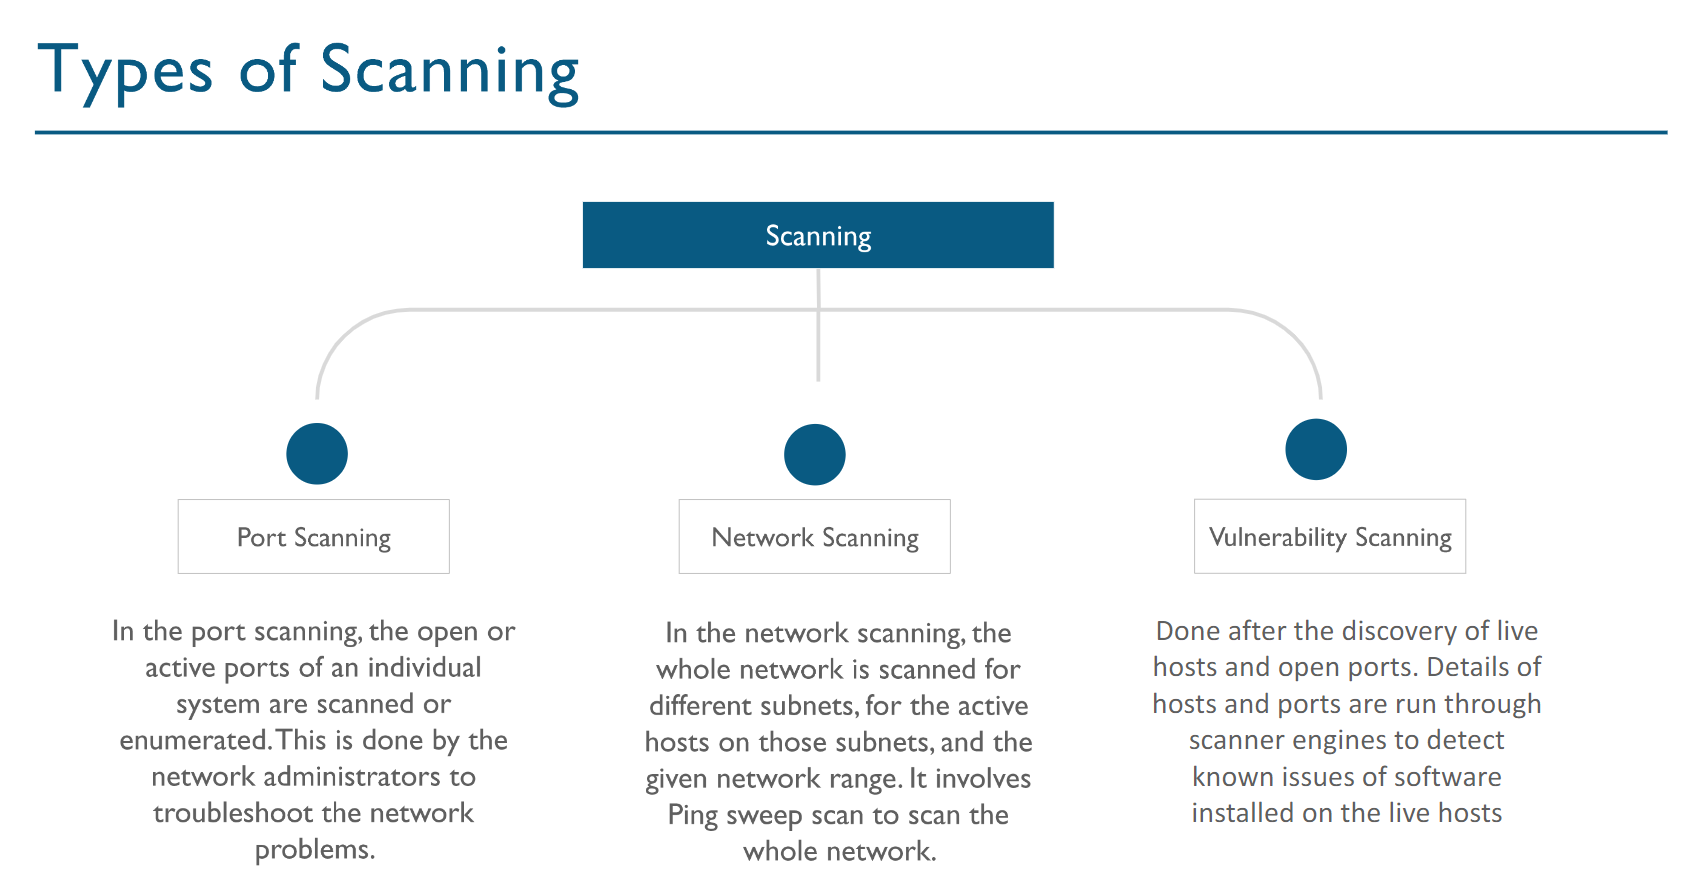 Types of Scanning
Scanning
Port Scanning
In the port scanning, the open or
active ports of an individual
system are scanned or
enumerated. This is done by the
network administrators to
troubleshoot the network
problems.
Network Scanning
In the network scanning, the
whole network is scanned for
different subnets, for the active
hosts on those subnets, and the
given network range. It involves
Ping sweep scan to scan the
whole network.
Vulnerability Scanning
Done after the discovery of live
hosts and open ports. Details of
hosts and ports are run through
scanner engines to detect
known issues of software
installed on the live hosts